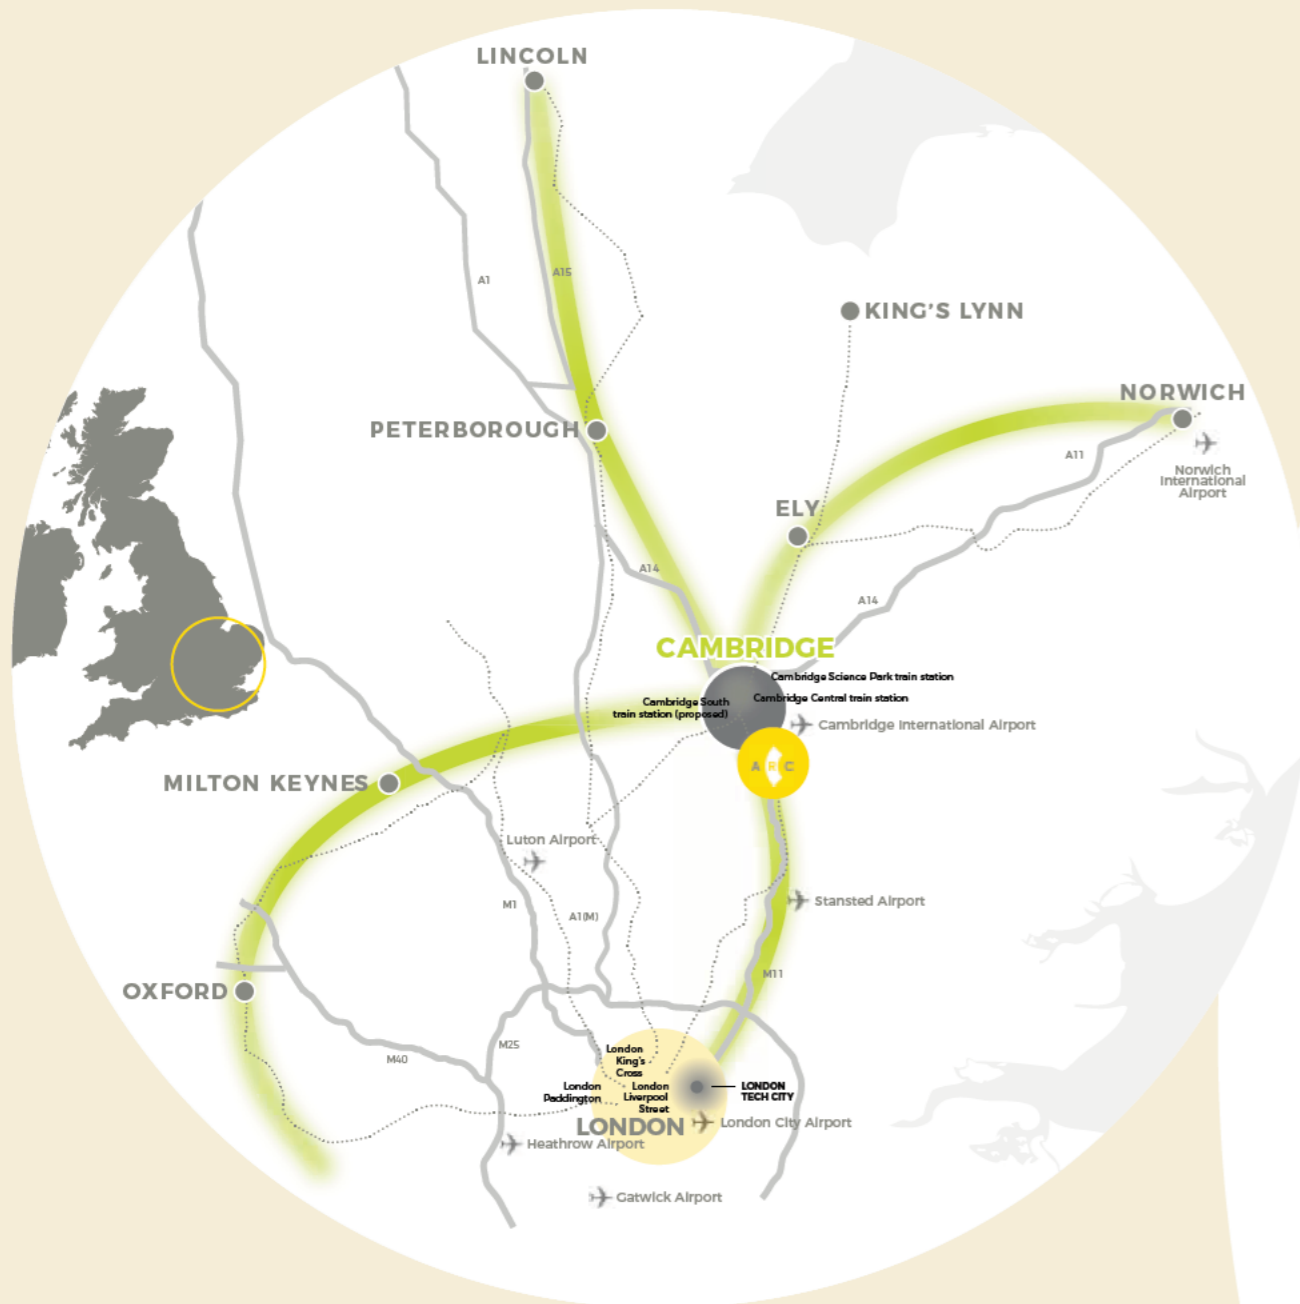 LINCOLN
A1
A15
KING'S LYNN
NORWICH
PETERBOROUGH
A11
Norwich
International
Airport
ELY
A14
A14
CAMBRIDGE
Cambridge Science Park train station
Cambridge Central train station
Cambridge South
train station (proposed)
Cambridge International Airport
A R C
MILTON KEYNES
Luton Airport
M1
A1(M)
Stansted Airport
M11
OXFORD
M25
M40
London
King's
Cross
London
Paddington
London
Liverpool
Street
LONDON
TECH CITY
LONDON
London City Airport
Heathrow Airport
Gatwick Airport